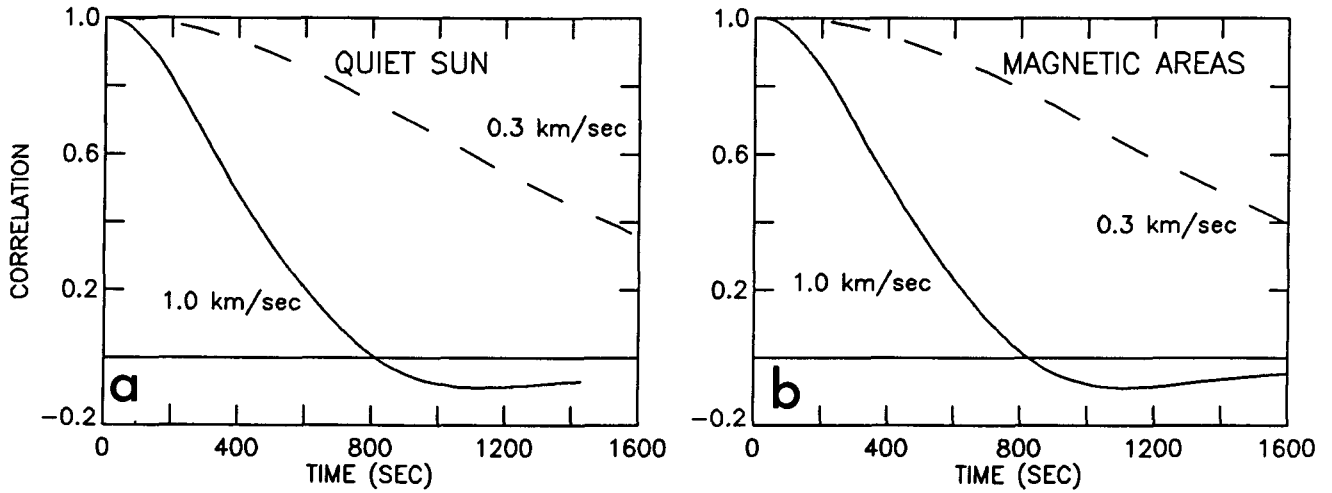 1.0
0.6
0.2
-0.2
CORRELATION
QUIET SUN
0.3 km/sec
1.0 km/sec
a
0 400 800 1200 1600
TIME (SEC)
1.0
0.6
0.2
-0.2
MAGNETIC AREAS
0.3 km/sec
1.0 km/sec
b
0 400 800 1200 1600
TIME (SEC)